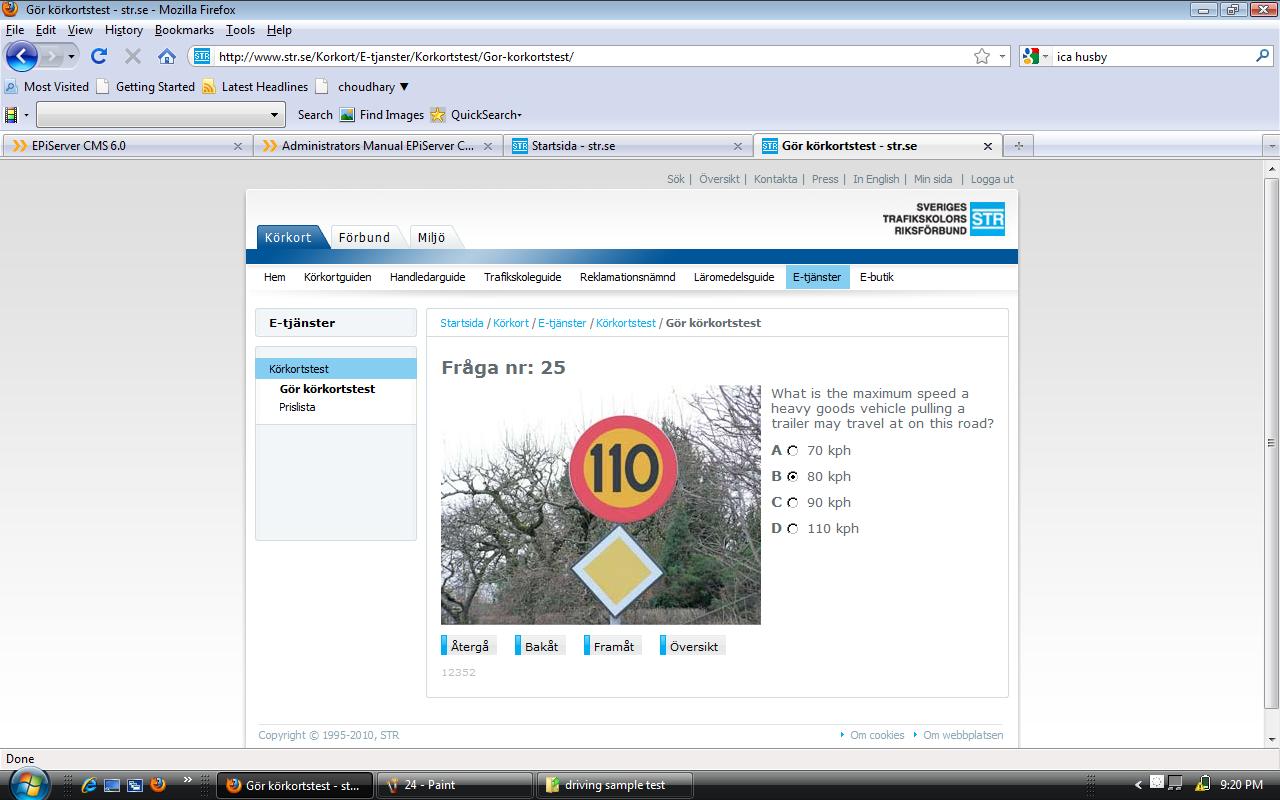 Gör körkortstest - str.se - Mozilla Firefox
File Edit View History Bookmarks Tools Help
STR http://www.str.se/Korkort/E-tjanster/Korkortstest/Gor-korkortstest/ ica husby
Most Visited Getting Started Latest Headlines choudhary ▼
Search Find Images QuickSearch
EPiServer CMS 6.0 Administrators Manual EPiServer C... STR Startsida - str.se STR Gör körkortstest - str.se
Sök | Översikt | Kontakta | Press | In English | Min sida | Logga ut
SVERIGES
TRAFIKSKOLORS STR
RIKSFÖRBUND
Körkort Förbund Miljö
Hem Körkortguiden Handledarguide Trafikskoleguide Reklamationsnämnd Läromedelsguide E-tjänster E-butik
E-tjänster
Körkortstest
Gör körkortstest
Prislista
Startsida / Körkort / E-tjänster / Körkortstest / Gör körkortstest
Fråga nr: 25
110
What is the maximum speed a
heavy goods vehicle pulling a
trailer may travel at on this road?
A 70 kph
B 80 kph
C 90 kph
D 110 kph
Återgå Bakåt Framåt Översikt
12352
Copyright © 1995-2010, STR Om cookies Om webbplatsen
Done
Gör körkortstest - st... 24 - Paint driving sample test 9:20 PM